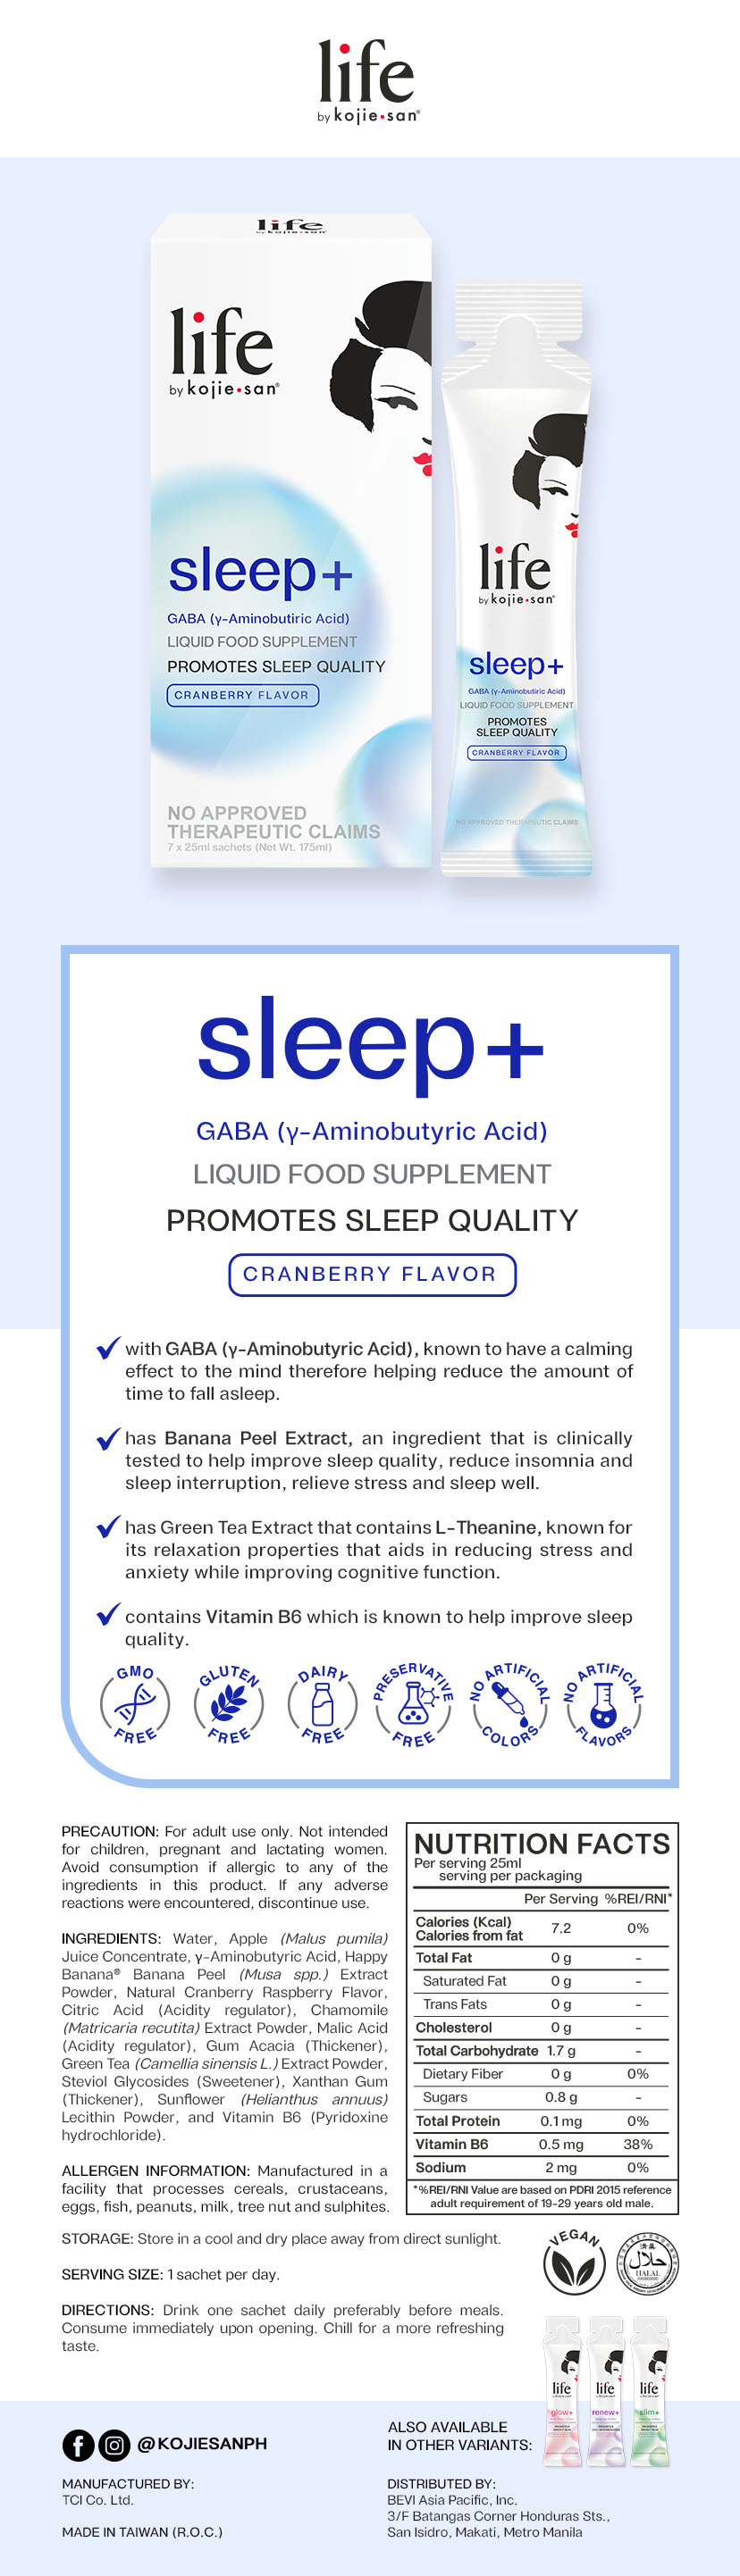 life
by kojie•san®
life
by kojie•san
life
by kojie•san®
sleep+
GABA (γ-Aminobutiric Acid)
LIQUID FOOD SUPPLEMENT
PROMOTES SLEEP QUALITY
CRANBERRY FLAVOR
NO APPROVED
THERAPEUTIC CLAIMS
7 x 25ml sachets (Net Wt. 175ml)
life
by kojie•san®
sleep+
GABA (γ-Aminobutiric Acid)
LIQUID FOOD SUPPLEMENT
PROMOTES
SLEEP QUALITY
CRANBERRY FLAVOR
NO APPROVED THERAPEUTIC CLAIMS
sleep+
GABA (γ-Aminobutyric Acid)
LIQUID FOOD SUPPLEMENT
PROMOTES SLEEP QUALITY
CRANBERRY FLAVOR
with GABA (γ-Aminobutyric Acid), known to have a calming
effect to the mind therefore helping reduce the amount of
time to fall asleep.
has Banana Peel Extract, an ingredient that is clinically
tested to help improve sleep quality, reduce insomnia and
sleep interruption, relieve stress and sleep well.
has Green Tea Extract that contains L-Theanine, known for
its relaxation properties that aids in reducing stress and
anxiety while improving cognitive function.
contains Vitamin B6 which is known to help improve sleep
quality.
GMO FREE
GLUTEN FREE
DAIRY FREE
PRESERVATIVE FREE
NO ARTIFICIAL COLORS
NO ARTIFICIAL FLAVORS
PRECAUTION: For adult use only. Not intended
for children, pregnant and lactating women.
Avoid consumption if allergic to any of the
ingredients in this product. If any adverse
reactions were encountered, discontinue use.
INGREDIENTS: Water, Apple (Malus pumila)
Juice Concentrate, γ-Aminobutyric Acid, Happy
Banana® Banana Peel (Musa spp.) Extract
Powder, Natural Cranberry Raspberry Flavor,
Citric Acid (Acidity regulator), Chamomile
(Matricaria recutita) Extract Powder, Malic Acid
(Acidity regulator), Gum Acacia (Thickener),
Green Tea (Camellia sinensis L.) Extract Powder,
Steviol Glycosides (Sweetener), Xanthan Gum
(Thickener), Sunflower (Helianthus annuus)
Lecithin Powder, and Vitamin B6 (Pyridoxine
hydrochloride).
ALLERGEN INFORMATION: Manufactured in a
facility that processes cereals, crustaceans,
eggs, fish, peanuts, milk, tree nut and sulphites.
NUTRITION FACTS
Per serving 25ml
serving per packaging
Per Serving %REI/RNI*
Calories (Kcal)
Calories from fat 7.2 0%
Total Fat 0 g -
Saturated Fat 0 g -
Trans Fats 0 g -
Cholesterol 0 g -
Total Carbohydrate 1.7 g -
Dietary Fiber 0 g 0%
Sugars 0.8 g -
Total Protein 0.1 mg 0%
Vitamin B6 0.5 mg 38%
Sodium 2 mg 0%
*%REI/RNI Value are based on PDRI 2015 reference
adult requirement of 19-29 years old male.
STORAGE: Store in a cool and dry place away from direct sunlight.
SERVING SIZE: 1 sachet per day.
DIRECTIONS: Drink one sachet daily preferably before meals.
Consume immediately upon opening. Chill for a more refreshing
taste.
VEGAN
حلال
HALAL
life life life
glow+ renew+ slim+
@KOJIESANPH
ALSO AVAILABLE
IN OTHER VARIANTS:
MANUFACTURED BY:
TCI Co. Ltd.
MADE IN TAIWAN (R.O.C.)
DISTRIBUTED BY:
BEVI Asia Pacific, Inc.
3/F Batangas Corner Honduras Sts.,
San Isidro, Makati, Metro Manila